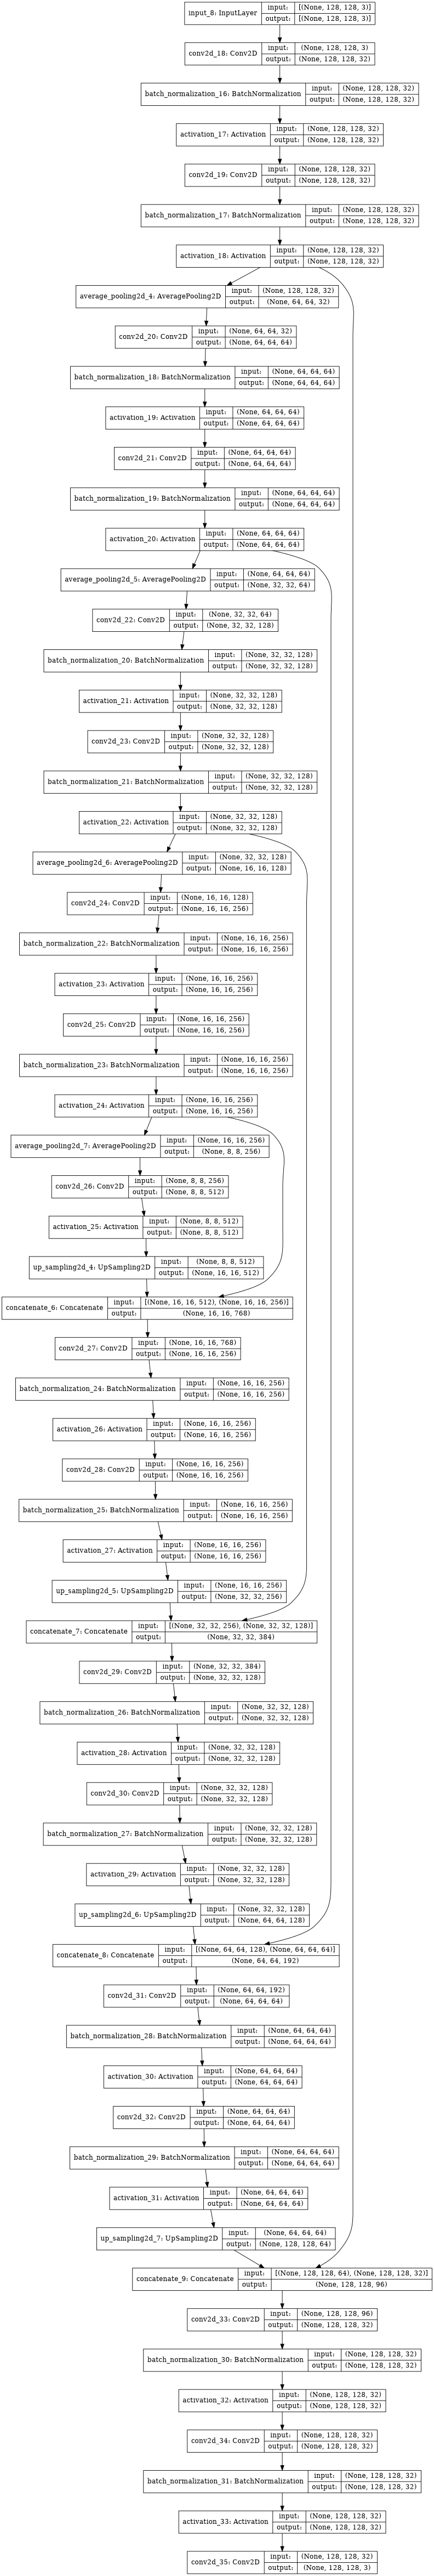 input_8: InputLayer
input: [(None, 128, 128, 3)]
output: [(None, 128, 128, 3)]
conv2d_18: Conv2D
input: (None, 128, 128, 3)
output: (None, 128, 128, 32)
batch_normalization_16: BatchNormalization
input: (None, 128, 128, 32)
output: (None, 128, 128, 32)
activation_17: Activation
input: (None, 128, 128, 32)
output: (None, 128, 128, 32)
conv2d_19: Conv2D
input: (None, 128, 128, 32)
output: (None, 128, 128, 32)
batch_normalization_17: BatchNormalization
input: (None, 128, 128, 32)
output: (None, 128, 128, 32)
activation_18: Activation
input: (None, 128, 128, 32)
output: (None, 128, 128, 32)
average_pooling2d_4: AveragePooling2D
input: (None, 128, 128, 32)
output: (None, 64, 64, 32)
conv2d_20: Conv2D
input: (None, 64, 64, 32)
output: (None, 64, 64, 64)
batch_normalization_18: BatchNormalization
input: (None, 64, 64, 64)
output: (None, 64, 64, 64)
activation_19: Activation
input: (None, 64, 64, 64)
output: (None, 64, 64, 64)
conv2d_21: Conv2D
input: (None, 64, 64, 64)
output: (None, 64, 64, 64)
batch_normalization_19: BatchNormalization
input: (None, 64, 64, 64)
output: (None, 64, 64, 64)
activation_20: Activation
input: (None, 64, 64, 64)
output: (None, 64, 64, 64)
average_pooling2d_5: AveragePooling2D
input: (None, 64, 64, 64)
output: (None, 32, 32, 64)
conv2d_22: Conv2D
input: (None, 32, 32, 64)
output: (None, 32, 32, 128)
batch_normalization_20: BatchNormalization
input: (None, 32, 32, 128)
output: (None, 32, 32, 128)
activation_21: Activation
input: (None, 32, 32, 128)
output: (None, 32, 32, 128)
conv2d_23: Conv2D
input: (None, 32, 32, 128)
output: (None, 32, 32, 128)
batch_normalization_21: BatchNormalization
input: (None, 32, 32, 128)
output: (None, 32, 32, 128)
activation_22: Activation
input: (None, 32, 32, 128)
output: (None, 32, 32, 128)
average_pooling2d_6: AveragePooling2D
input: (None, 32, 32, 128)
output: (None, 16, 16, 128)
conv2d_24: Conv2D
input: (None, 16, 16, 128)
output: (None, 16, 16, 256)
batch_normalization_22: BatchNormalization
input: (None, 16, 16, 256)
output: (None, 16, 16, 256)
activation_23: Activation
input: (None, 16, 16, 256)
output: (None, 16, 16, 256)
conv2d_25: Conv2D
input: (None, 16, 16, 256)
output: (None, 16, 16, 256)
batch_normalization_23: BatchNormalization
input: (None, 16, 16, 256)
output: (None, 16, 16, 256)
activation_24: Activation
input: (None, 16, 16, 256)
output: (None, 16, 16, 256)
average_pooling2d_7: AveragePooling2D
input: (None, 16, 16, 256)
output: (None, 8, 8, 256)
conv2d_26: Conv2D
input: (None, 8, 8, 256)
output: (None, 8, 8, 512)
activation_25: Activation
input: (None, 8, 8, 512)
output: (None, 8, 8, 512)
up_sampling2d_4: UpSampling2D
input: (None, 8, 8, 512)
output: (None, 16, 16, 512)
concatenate_6: Concatenate
input: [(None, 16, 16, 512), (None, 16, 16, 256)]
output: (None, 16, 16, 768)
conv2d_27: Conv2D
input: (None, 16, 16, 768)
output: (None, 16, 16, 256)
batch_normalization_24: BatchNormalization
input: (None, 16, 16, 256)
output: (None, 16, 16, 256)
activation_26: Activation
input: (None, 16, 16, 256)
output: (None, 16, 16, 256)
conv2d_28: Conv2D
input: (None, 16, 16, 256)
output: (None, 16, 16, 256)
batch_normalization_25: BatchNormalization
input: (None, 16, 16, 256)
output: (None, 16, 16, 256)
activation_27: Activation
input: (None, 16, 16, 256)
output: (None, 16, 16, 256)
up_sampling2d_5: UpSampling2D
input: (None, 16, 16, 256)
output: (None, 32, 32, 256)
concatenate_7: Concatenate
input: [(None, 32, 32, 256), (None, 32, 32, 128)]
output: (None, 32, 32, 384)
conv2d_29: Conv2D
input: (None, 32, 32, 384)
output: (None, 32, 32, 128)
batch_normalization_26: BatchNormalization
input: (None, 32, 32, 128)
output: (None, 32, 32, 128)
activation_28: Activation
input: (None, 32, 32, 128)
output: (None, 32, 32, 128)
conv2d_30: Conv2D
input: (None, 32, 32, 128)
output: (None, 32, 32, 128)
batch_normalization_27: BatchNormalization
input: (None, 32, 32, 128)
output: (None, 32, 32, 128)
activation_29: Activation
input: (None, 32, 32, 128)
output: (None, 32, 32, 128)
up_sampling2d_6: UpSampling2D
input: (None, 32, 32, 128)
output: (None, 64, 64, 128)
concatenate_8: Concatenate
input: [(None, 64, 64, 128), (None, 64, 64, 64)]
output: (None, 64, 64, 192)
conv2d_31: Conv2D
input: (None, 64, 64, 192)
output: (None, 64, 64, 64)
batch_normalization_28: BatchNormalization
input: (None, 64, 64, 64)
output: (None, 64, 64, 64)
activation_30: Activation
input: (None, 64, 64, 64)
output: (None, 64, 64, 64)
conv2d_32: Conv2D
input: (None, 64, 64, 64)
output: (None, 64, 64, 64)
batch_normalization_29: BatchNormalization
input: (None, 64, 64, 64)
output: (None, 64, 64, 64)
activation_31: Activation
input: (None, 64, 64, 64)
output: (None, 64, 64, 64)
up_sampling2d_7: UpSampling2D
input: (None, 64, 64, 64)
output: (None, 128, 128, 64)
concatenate_9: Concatenate
input: [(None, 128, 128, 64), (None, 128, 128, 32)]
output: (None, 128, 128, 96)
conv2d_33: Conv2D
input: (None, 128, 128, 96)
output: (None, 128, 128, 32)
batch_normalization_30: BatchNormalization
input: (None, 128, 128, 32)
output: (None, 128, 128, 32)
activation_32: Activation
input: (None, 128, 128, 32)
output: (None, 128, 128, 32)
conv2d_34: Conv2D
input: (None, 128, 128, 32)
output: (None, 128, 128, 32)
batch_normalization_31: BatchNormalization
input: (None, 128, 128, 32)
output: (None, 128, 128, 32)
activation_33: Activation
input: (None, 128, 128, 32)
output: (None, 128, 128, 32)
conv2d_35: Conv2D
input: (None, 128, 128, 32)
output: (None, 128, 128, 3)